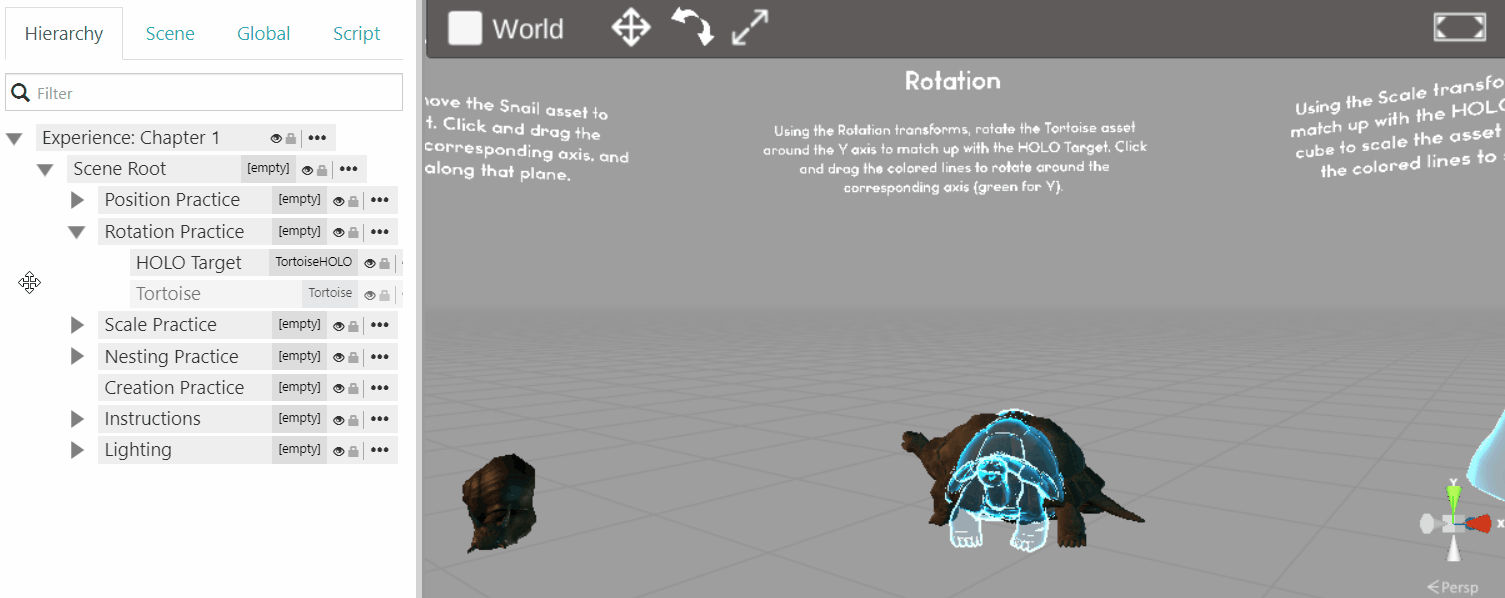 Hierarchy Scene Global Script
Filter
Experience: Chapter 1
Scene Root [empty]
Position Practice [empty]
Rotation Practice [empty]
HOLO Target TortoiseHOLO
Tortoise Tortoise
Scale Practice [empty]
Nesting Practice [empty]
Creation Practice [empty]
Instructions [empty]
Lighting [empty]
World
the Snail asset to
Click and drag the
corresponding axis, and
along that plane.
Rotation
Using the Rotation transforms, rotate the Tortoise asset
around the Y axis to match up with the HOLO Target. Click
and drag the colored lines to rotate around the
corresponding axis (green for Y).
Using the Scale
match up with the
cube to scale the asset
the colored lines to
Y
X
Persp